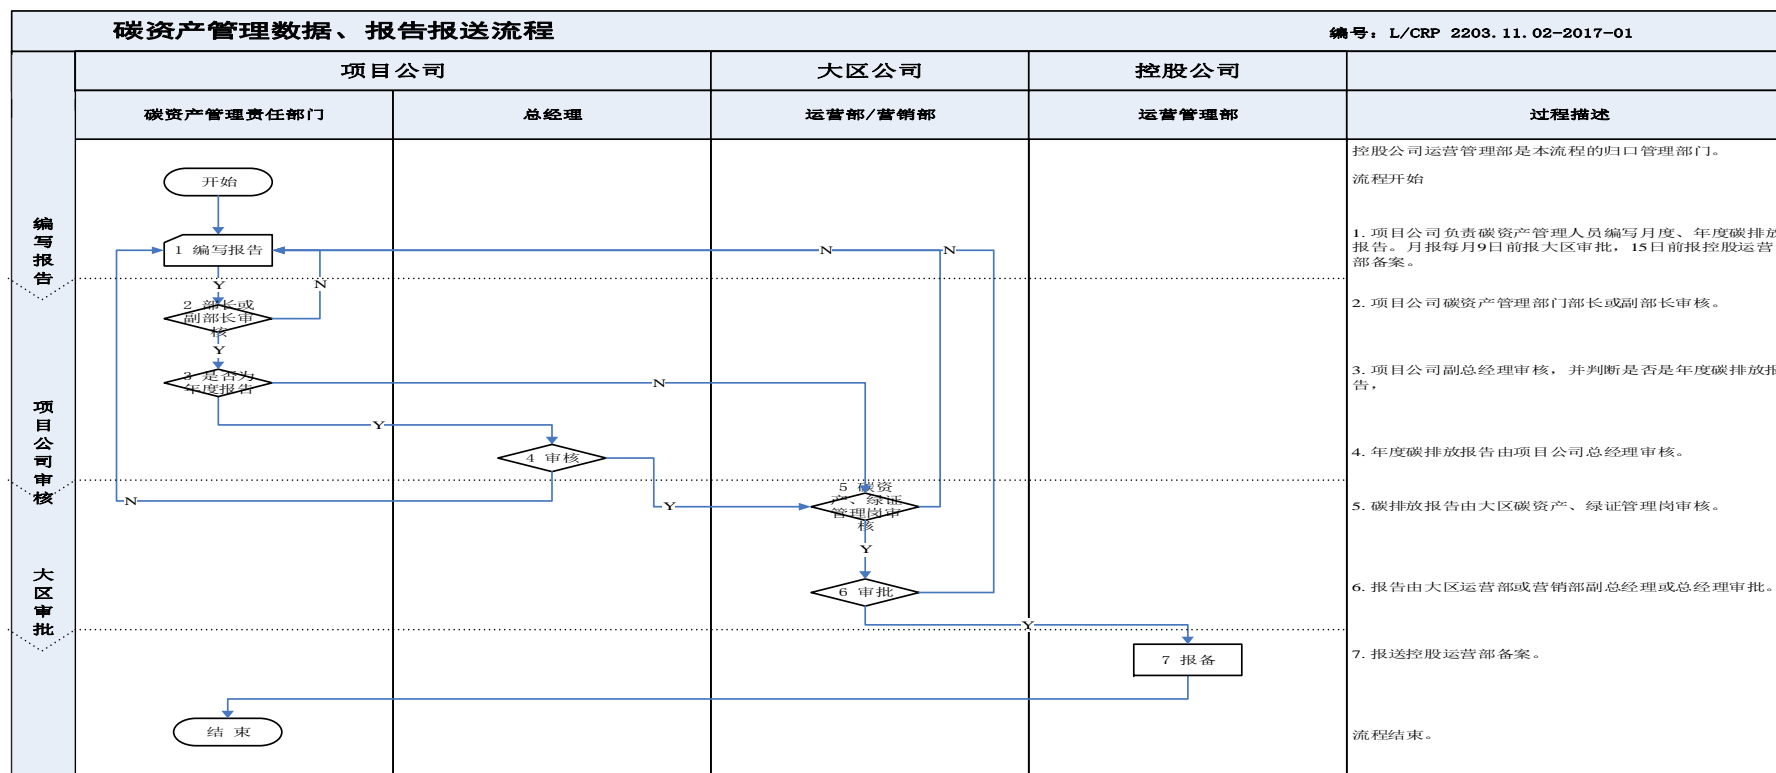 碳资产管理数据、报告报送流程
编号：L/CRP 2203.11.02-2017-01
项目公司
大区公司
控股公司
碳资产管理责任部门
总经理
运营部/营销部
运营管理部
过程描述
编写报告
项目公司审核
大区审批
开始
1 编写报告
Y
N
2 部长或
副部长审
核
Y
3 是否为
年度报告
N
Y
4 审核
N
Y
5 碳资
产、绿证
管理岗审
核
N
Y
6 审批
N
Y
7 报备
结 束
控股公司运营管理部是本流程的归口管理部门。
流程开始
1.项目公司负责碳资产管理人员编写月度、年度碳排放
报告。月报每月9日前报大区审批，15日前报控股运营
部备案。
2.项目公司碳资产管理部门部长或副部长审核。
3.项目公司副总经理审核，并判断是否是年度碳排放报
告，
4.年度碳排放报告由项目公司总经理审核。
5.碳排放报告由大区碳资产、绿证管理岗审核。
6.报告由大区运营部或营销部副总经理或总经理审批。
7.报送控股运营部备案。
流程结束。